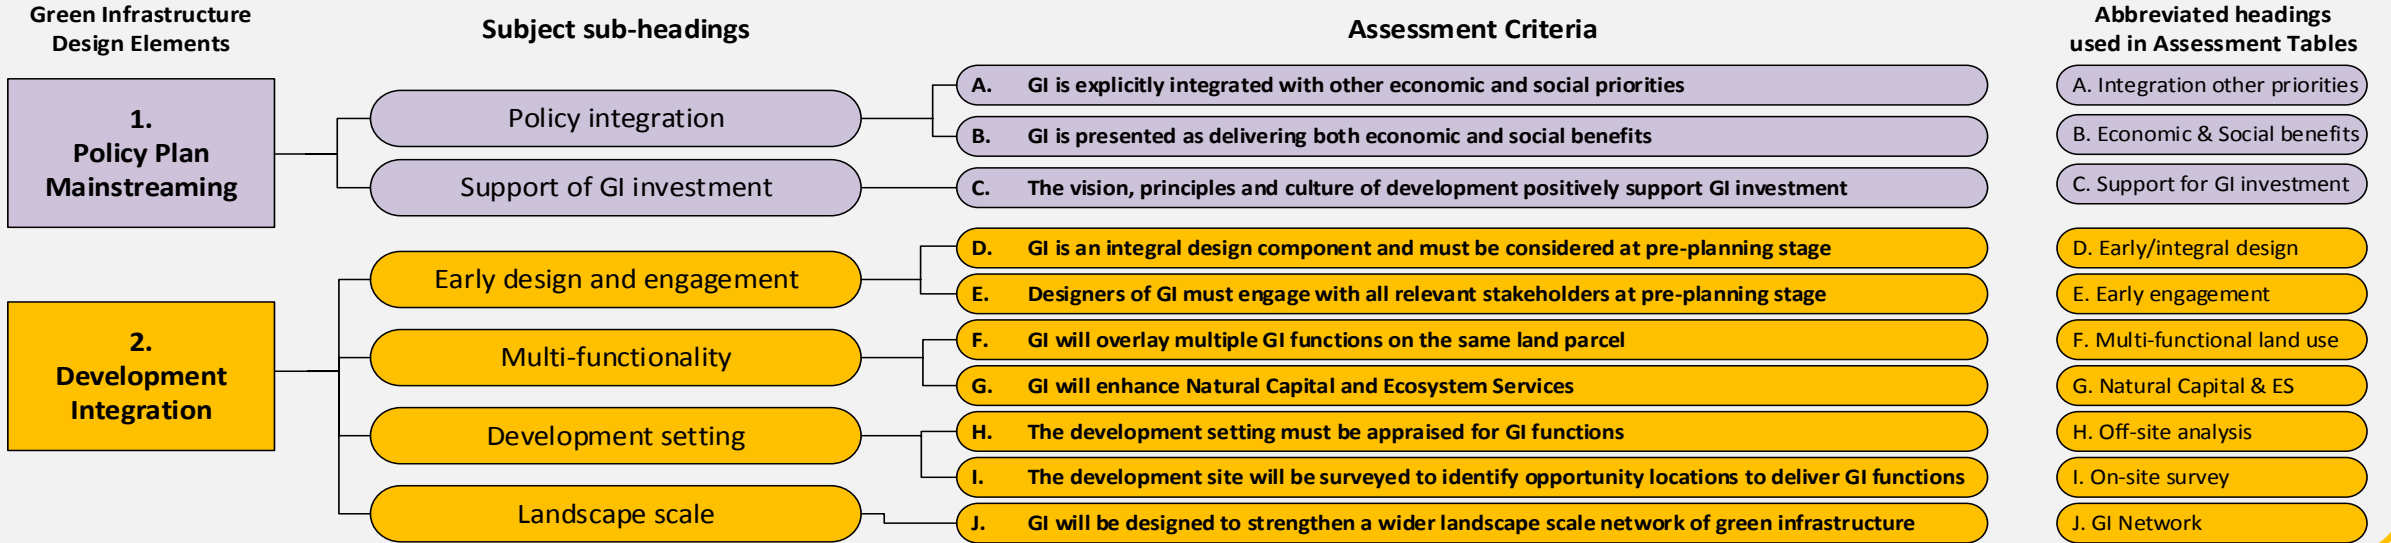 Green Infrastructure
Design Elements
Subject sub-headings
Assessment Criteria
Abbreviated headings
used in Assessment Tables
1.
Policy Plan
Mainstreaming
Policy integration
Support of GI investment
A. GI is explicitly integrated with other economic and social priorities
B. GI is presented as delivering both economic and social benefits
C. The vision, principles and culture of development positively support GI investment
A. Integration other priorities
B. Economic & Social benefits
C. Support for GI investment
2.
Development
Integration
Early design and engagement
Multi-functionality
Development setting
Landscape scale
D. GI is an integral design component and must be considered at pre-planning stage
E. Designers of GI must engage with all relevant stakeholders at pre-planning stage
F. GI will overlay multiple GI functions on the same land parcel
G. GI will enhance Natural Capital and Ecosystem Services
H. The development setting must be appraised for GI functions
I. The development site will be surveyed to identify opportunity locations to deliver GI functions
J. GI will be designed to strengthen a wider landscape scale network of green infrastructure
D. Early/integral design
E. Early engagement
F. Multi-functional land use
G. Natural Capital & ES
H. Off-site analysis
I. On-site survey
J. GI Network